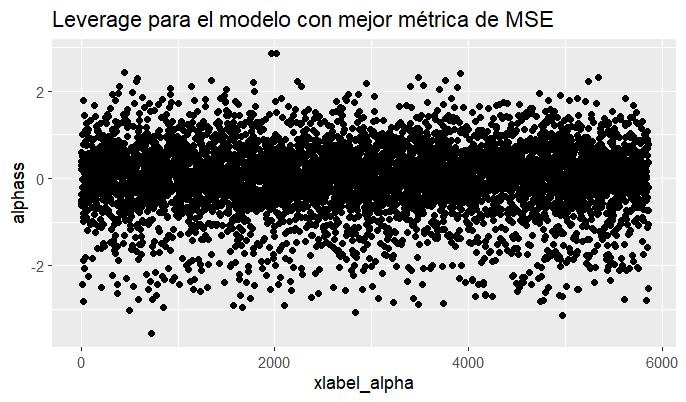 Leverage para el modelo con mejor métrica de MSE
alphass
2
0
-2
0
2000
4000
6000
xlabel_alpha